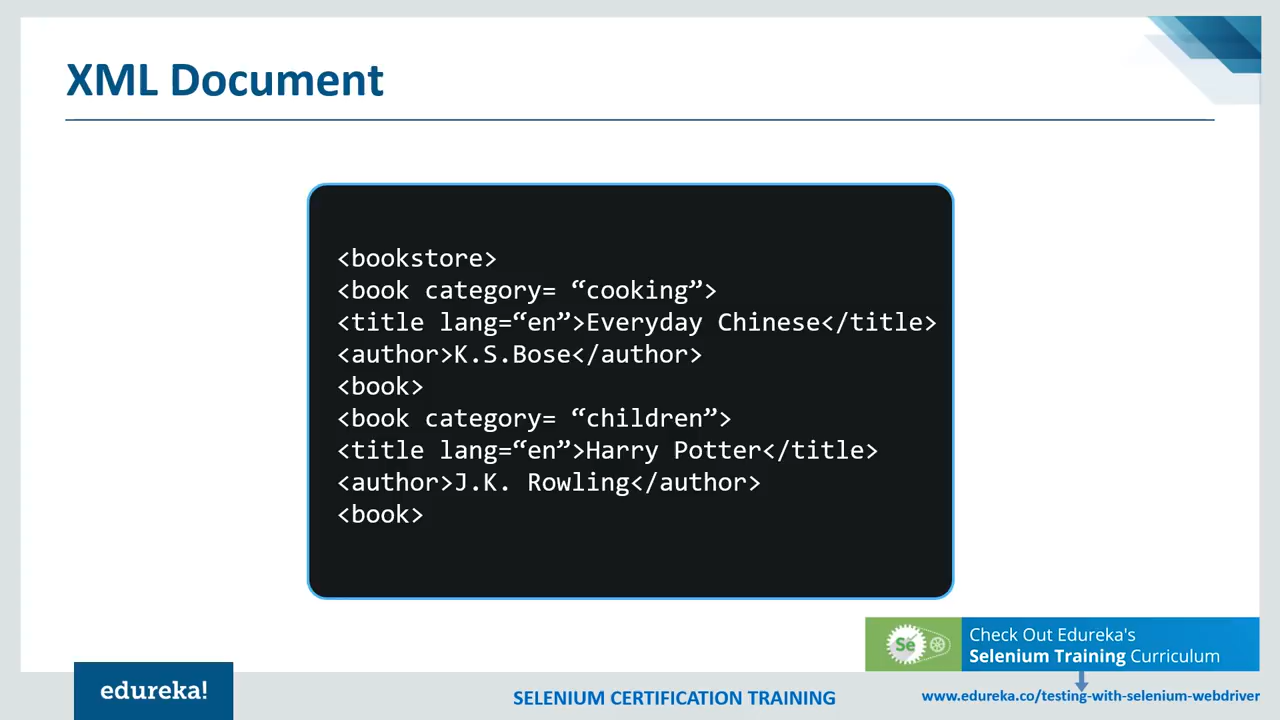 XML Document
<bookstore>
<book category= “cooking”>
<title lang=“en”>Everyday Chinese</title>
<author>K.S.Bose</author>
<book>
<book category= “children”>
<title lang=“en”>Harry Potter</title>
<author>J.K. Rowling</author>
<book>
Se
Check Out Edureka's
Selenium Training Curriculum
edureka!
SELENIUM CERTIFICATION TRAINING
www.edureka.co/testing-with-selenium-webdriver